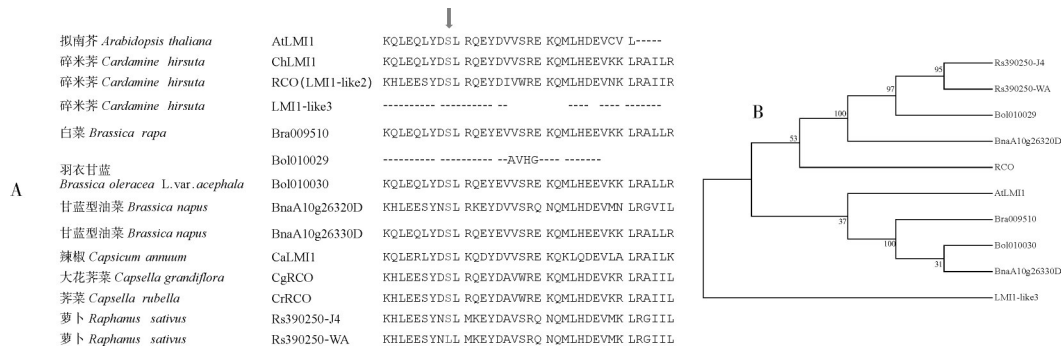 A
拟南芥 Arabidopsis thaliana AtLMI1 KQLEQLYDSL RQEYDVVSRE KQMLHDEVCV L-----
碎米荠 Cardamine hirsuta ChLMI1 KQLEQLYDSL RQEYDVVSRE KQMLHEEVKK LRAILR
碎米荠 Cardamine hirsuta RCO(LMI1-like2) KHLEESYDSL RQEYDIVWRE KQMLHDEVNK LRAIIR
碎米荠 Cardamine hirsuta LMI1-like3 ---------- ---------- -- ---- ---- -------
白菜 Brassica rapa Bra009510 KQLEQLYDSL RQEYEVVSRE KQMLHEEVKK LRALLR
Bol010029 ---------- ----------AVHG---- -------
羽衣甘蓝
Brassica oleracea L.var.acephala Bol010030 KQLEQLYDSL RQEYEVVSRE KQMLHEEVKK LRALLR
甘蓝型油菜 Brassica napus BnaA10g26320D KHLEESYNSL RKEYDVVSRQ NQMLHDEVMN LRGVIL
甘蓝型油菜 Brassica napus BnaA10g26330D KQLEQLYDSL RQEYEVVSRE KQMLHEEVKK LRALLR
辣椒 Capsicum annuum CaLMI1 KQLERLYDSL KQDYDVVSRE KQKLQDEVLA LRAILK
大花荠菜 Capsella grandiflora CgRCO KHLEESYDSL RQEYDAVWRE KQMLHDEVKR LRAIIL
荠菜 Capsella rubella CrRCO KHLEESYDSL RQEYDAVWRE KQMLHDEVKR LRAIIL
萝卜 Raphanus sativus Rs390250-J4 KHLEESYNSL MKEYDAVSRQ NQMLHDEVMK LRGIIL
萝卜 Raphanus sativus Rs390250-WA KHLEESYNLL MKEYDAVSRQ NQMLHDEVMK LRGIIL
B
Rs390250-J4
95
Rs390250-WA
97
Bol010029
100
BnaA10g26320D
53
RCO
AtLMI1
37
Bra009510
100
Bol010030
31
BnaA10g26330D
LMI1-like3